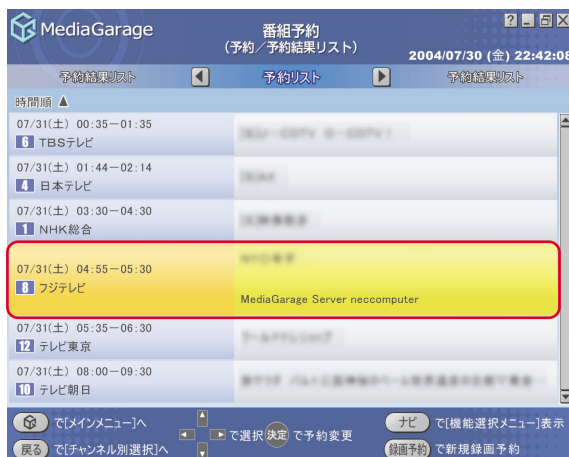 MediaGarage
番組予約
(予約／予約結果リスト)
2004/07/30 (金) 22:42:08
予約結果リスト 予約リスト 予約結果リスト
時間順 ▲
07/31(土) 00:35－01:35
6 TBSテレビ
07/31(土) 01:44－02:14
4 日本テレビ
07/31(土) 03:30－04:30
1 NHK総合
07/31(土) 04:55－05:30
8 フジテレビ
MediaGarage Server neccomputer
07/31(土) 05:35－06:30
12 テレビ東京
07/31(土) 08:00－09:30
10 テレビ朝日
で[メインメニュー]へ
戻る で[チャンネル別選択]へ
で選択 決定 で予約変更
ナビ で[機能選択メニュー]表示
録画予約 で新規録画予約